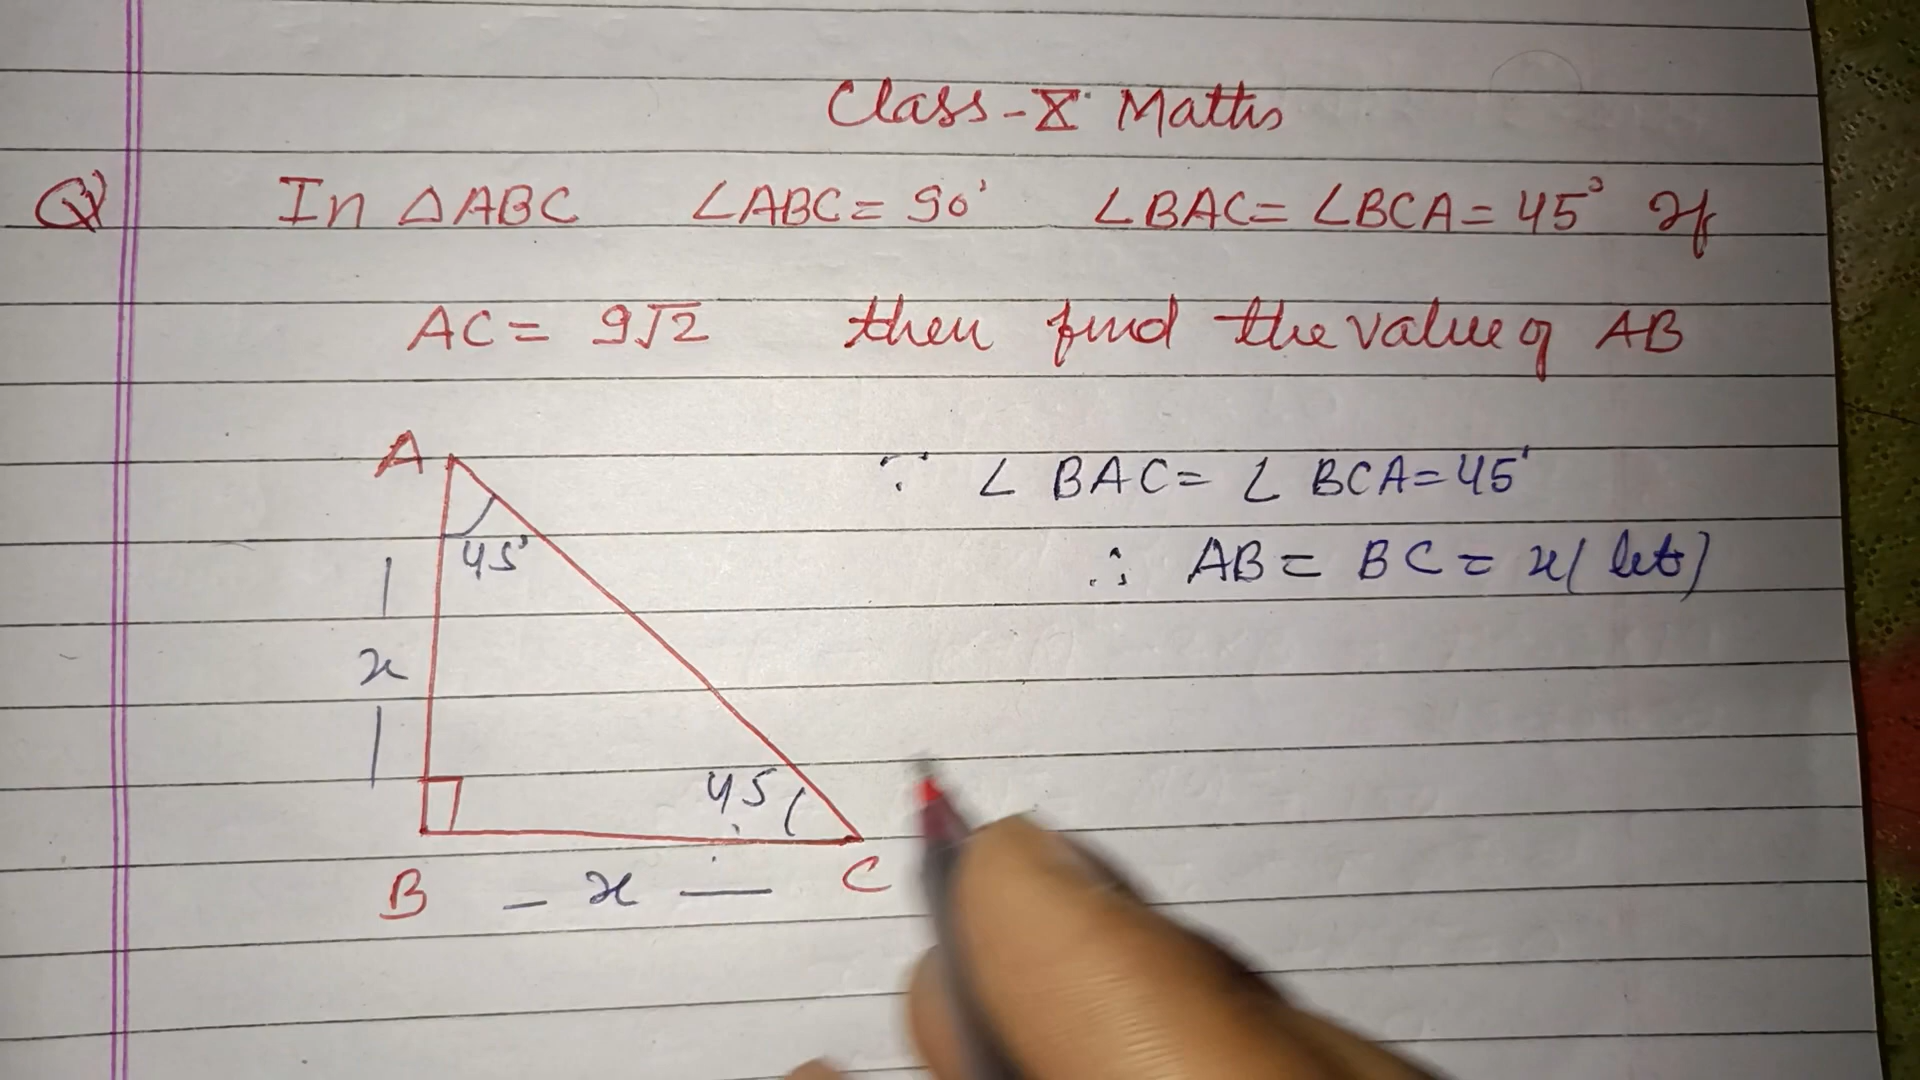 Class-X Maths
Q In △ABC ∠ABC = 90° ∠BAC = ∠BCA = 45° If
AC = 9√2 then find the value of AB
A
∵ ∠ BAC = ∠ BCA = 45°
45°
∴ AB = BC = x (let)
x
45
B - x — C